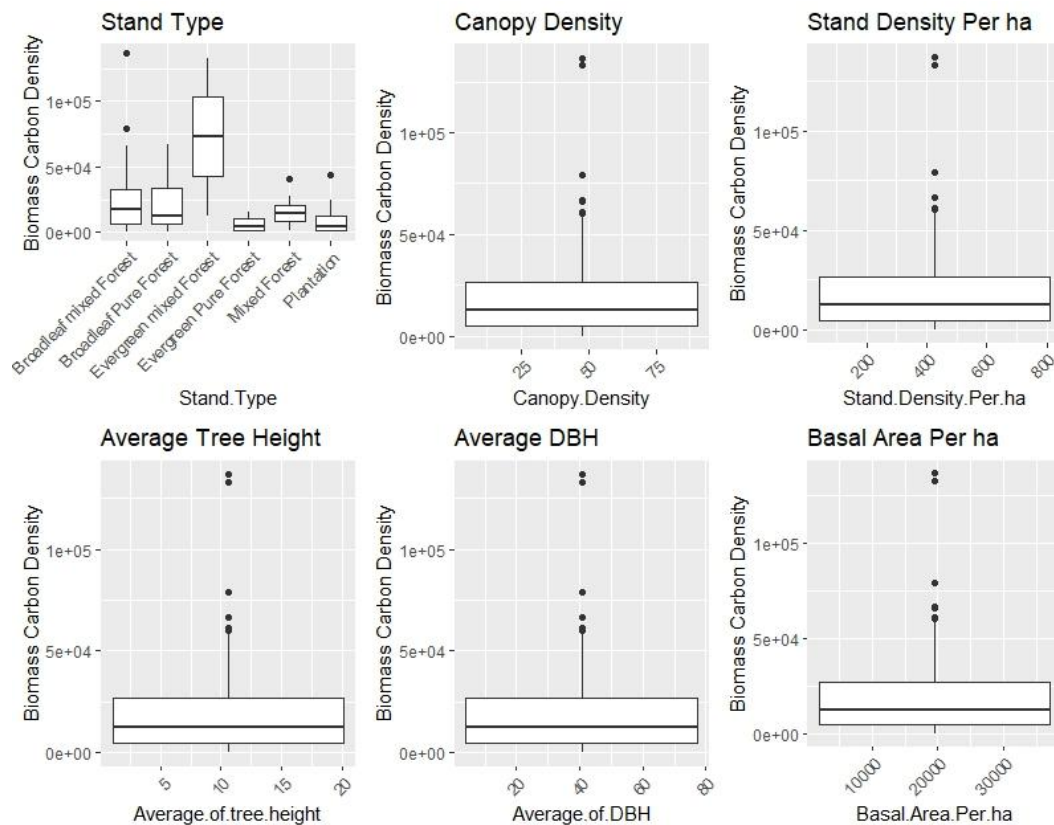 Stand Type
Biomass Carbon Density
1e+05
5e+04
0e+00
Broadleaf mixed Forest
Broadleaf Pure Forest
Evergreen mixed Forest
Evergreen Pure Forest
Mixed Forest
Plantation
Stand.Type
Canopy Density
Biomass Carbon Density
1e+05
5e+04
0e+00
25
50
75
Canopy.Density
Stand Density Per ha
Biomass Carbon Density
1e+05
5e+04
0e+00
200
400
600
800
Stand.Density.Per.ha
Average Tree Height
Biomass Carbon Density
1e+05
5e+04
0e+00
5
10
15
20
Average.of.tree.height
Average DBH
Biomass Carbon Density
1e+05
5e+04
0e+00
20
40
60
80
Average.of.DBH
Basal Area Per ha
Biomass Carbon Density
1e+05
5e+04
0e+00
10000
20000
30000
Basal.Area.Per.ha